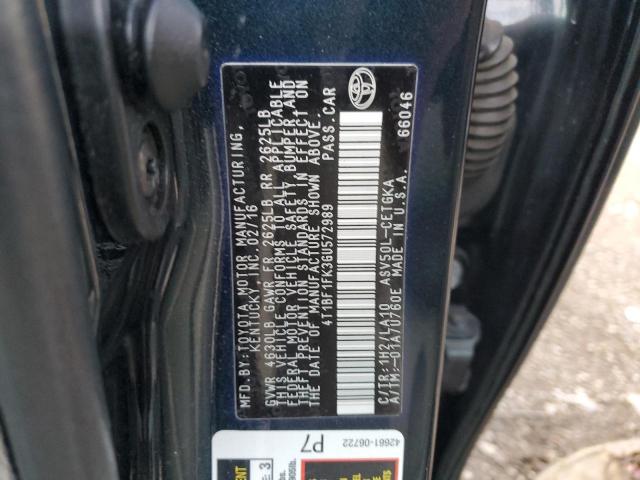 MFD.BY:TOYOTA MOTOR MANUFACTURING,
KENTUCKY, INC 02/16
GVWR 4630LB GAWR FR 2625LB RR 2625LB
THIS VEHICLE CONFORMS TO ALL APPLICABLE
FEDERAL MOTOR VEHICLE SAFETY, BUMPER, AND
THEFT PREVENTION STANDARDS IN EFFECT ON
THE DATE OF MANUFACTURE SHOWN ABOVE.
4T1BF1FK3GU572989 PASS.CAR
C/TR:1H2/LA10 ASV50L-CETGKA
A/TM:-01A/U760E MADE IN U.S.A.
66046
42661-06722
P7
3